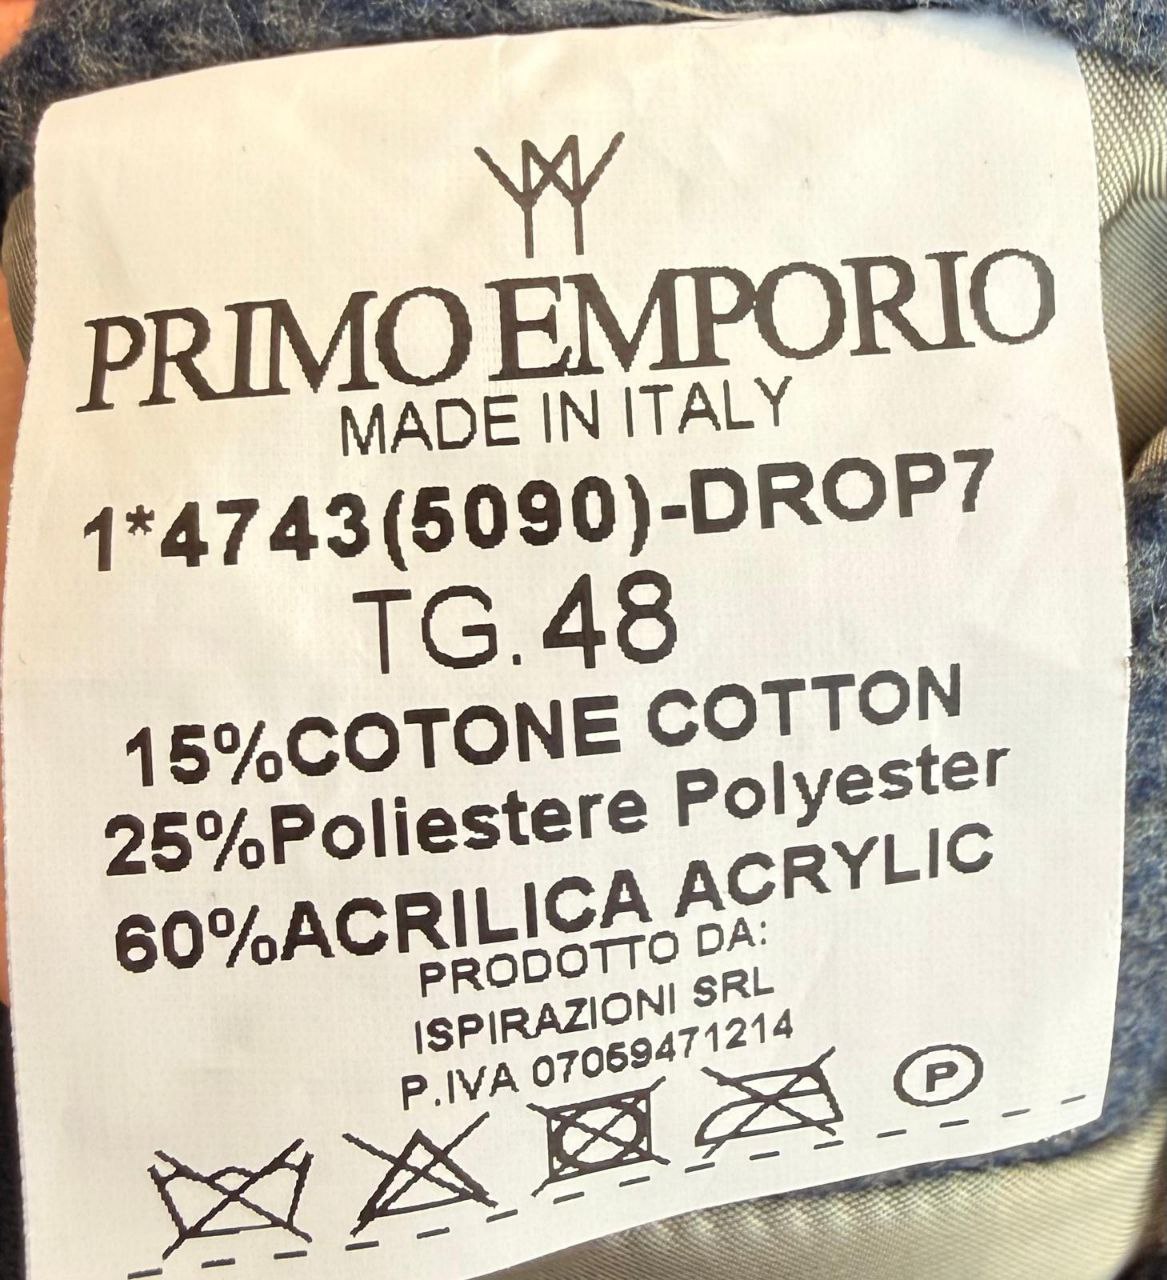 PRIMO EMPORIO
MADE IN ITALY
1*4743(5090)-DROP7
TG.48
15%COTONE COTTON
25%Poliestere Polyester
60%ACRILICA ACRYLIC
PRODOTTO DA:
ISPIRAZIONI SRL
P.IVA 07059471214
P